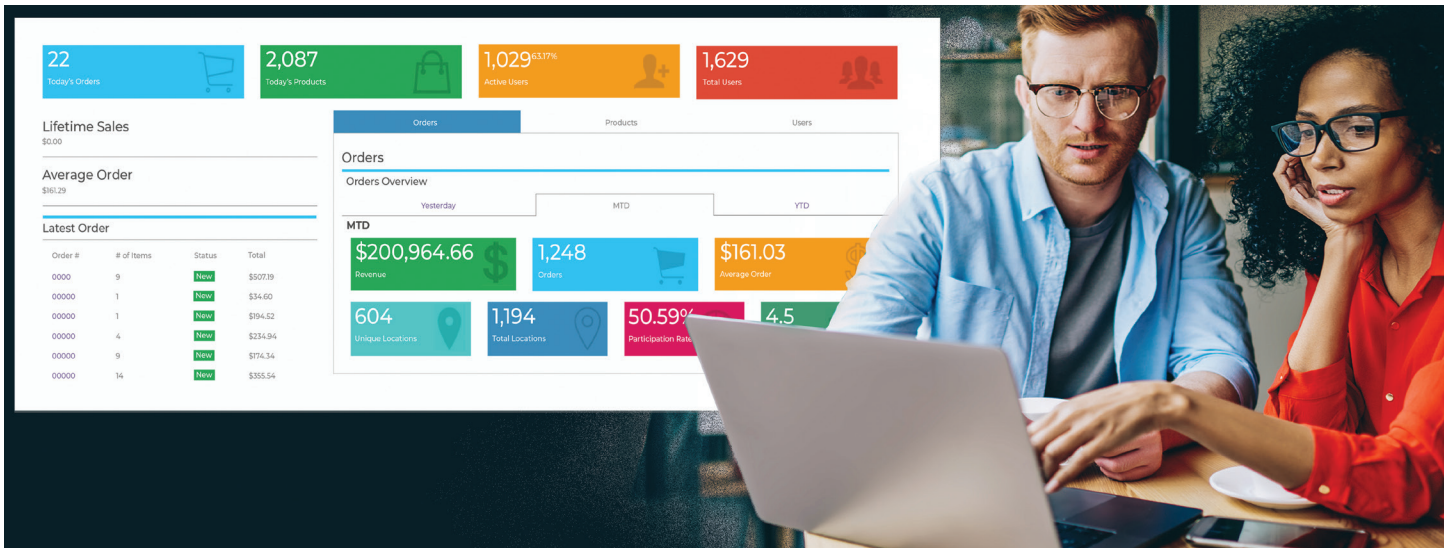 22
Today's Orders
2,087
Today's Products
1,029 63.17%
Active Users
1,629
Total Users
Lifetime Sales
$0.00
Average Order
$161.29
Latest Order
Order # # of Items Status Total
0000 9 New $507.19
00000 1 New $34.60
00000 1 New $194.52
00000 4 New $234.94
00000 9 New $174.34
00000 14 New $355.54
Orders Products Users
Orders
Orders Overview
Yesterday MTD YTD
MTD
$200,964.66
Revenue
1,248
Orders
$161.03
Average Order
604
Unique Locations
1,194
Total Locations
50.59%
Participation Rate
4.5